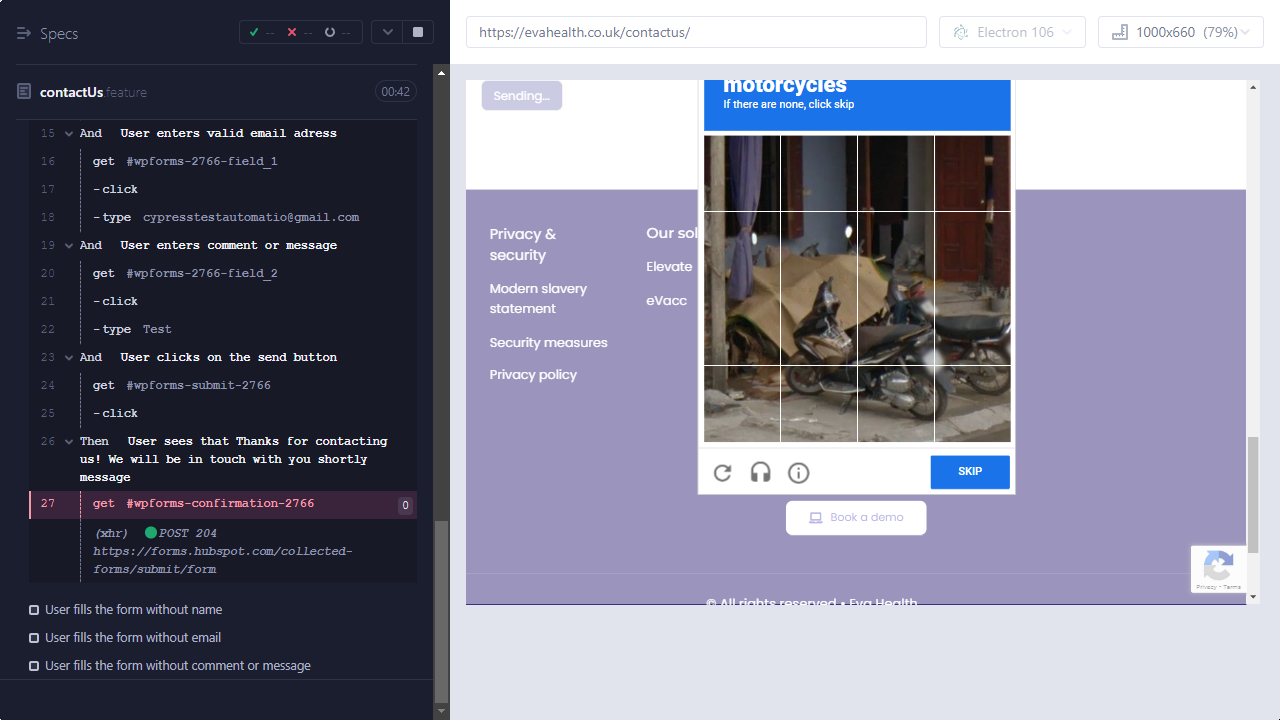 Specs
-- -- --
contactUs feature 00:42
15 And User enters valid email adress
16 get #wpforms-2766-field_1
17 -click
18 -type cypresstestautomatio@gmail.com
19 And User enters comment or message
20 get #wpforms-2766-field_2
21 -click
22 -type Test
23 And User clicks on the send button
24 get #wpforms-submit-2766
25 -click
26 Then User sees that Thanks for contacting
us! We will be in touch with you shortly
message
27 get #wpforms-confirmation-2766 0
(xhr) POST 204
https://forms.hubspot.com/collected-
forms/submit/form
User fills the form without name
User fills the form without email
User fills the form without comment or message
https://evahealth.co.uk/contactus/
Electron 106
1000x660 (79%)
Sending...
motorcycles
If there are none, click skip
Privacy &
security
Modern slavery
statement
Security measures
Privacy policy
Our sol
Elevate
eVacc
SKIP
Book a demo
Privacy - Terms
© All rights reserved • Eva Health